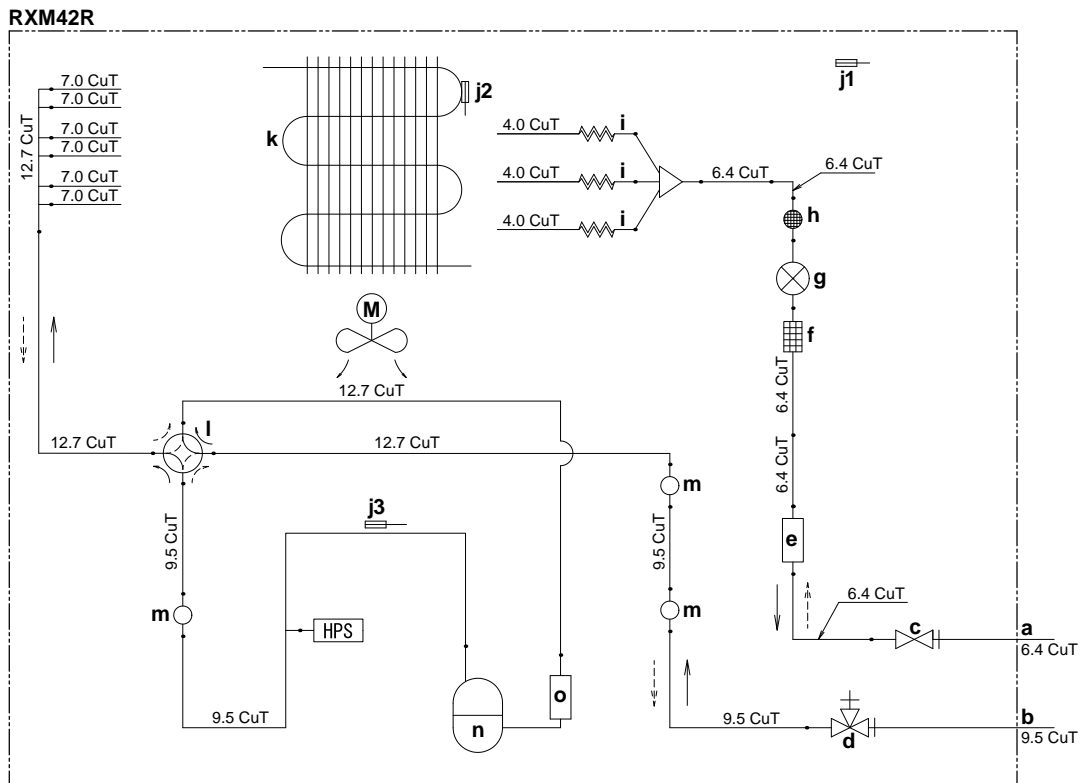 RXM42R
7.0 CuT
7.0 CuT
7.0 CuT
7.0 CuT
7.0 CuT
7.0 CuT
12.7 CuT
k
j2
j1
4.0 CuT
i
4.0 CuT
i
4.0 CuT
i
6.4 CuT
6.4 CuT
h
g
f
6.4 CuT
6.4 CuT
e
M
12.7 CuT
12.7 CuT
l
12.7 CuT
9.5 CuT
j3
m
9.5 CuT
m
m
HPS
6.4 CuT
c
a
6.4 CuT
9.5 CuT
n
o
9.5 CuT
d
b
9.5 CuT